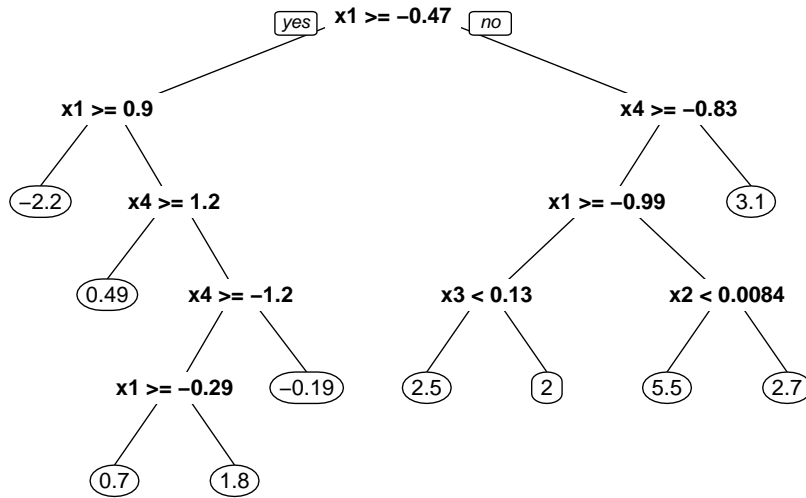 yes x1 >= −0.47 no
x1 >= 0.9 x4 >= −0.83
−2.2 x4 >= 1.2 x1 >= −0.99 3.1
0.49 x4 >= −1.2 x3 < 0.13 x2 < 0.0084
x1 >= −0.29 −0.19 2.5 2 5.5 2.7
0.7 1.8